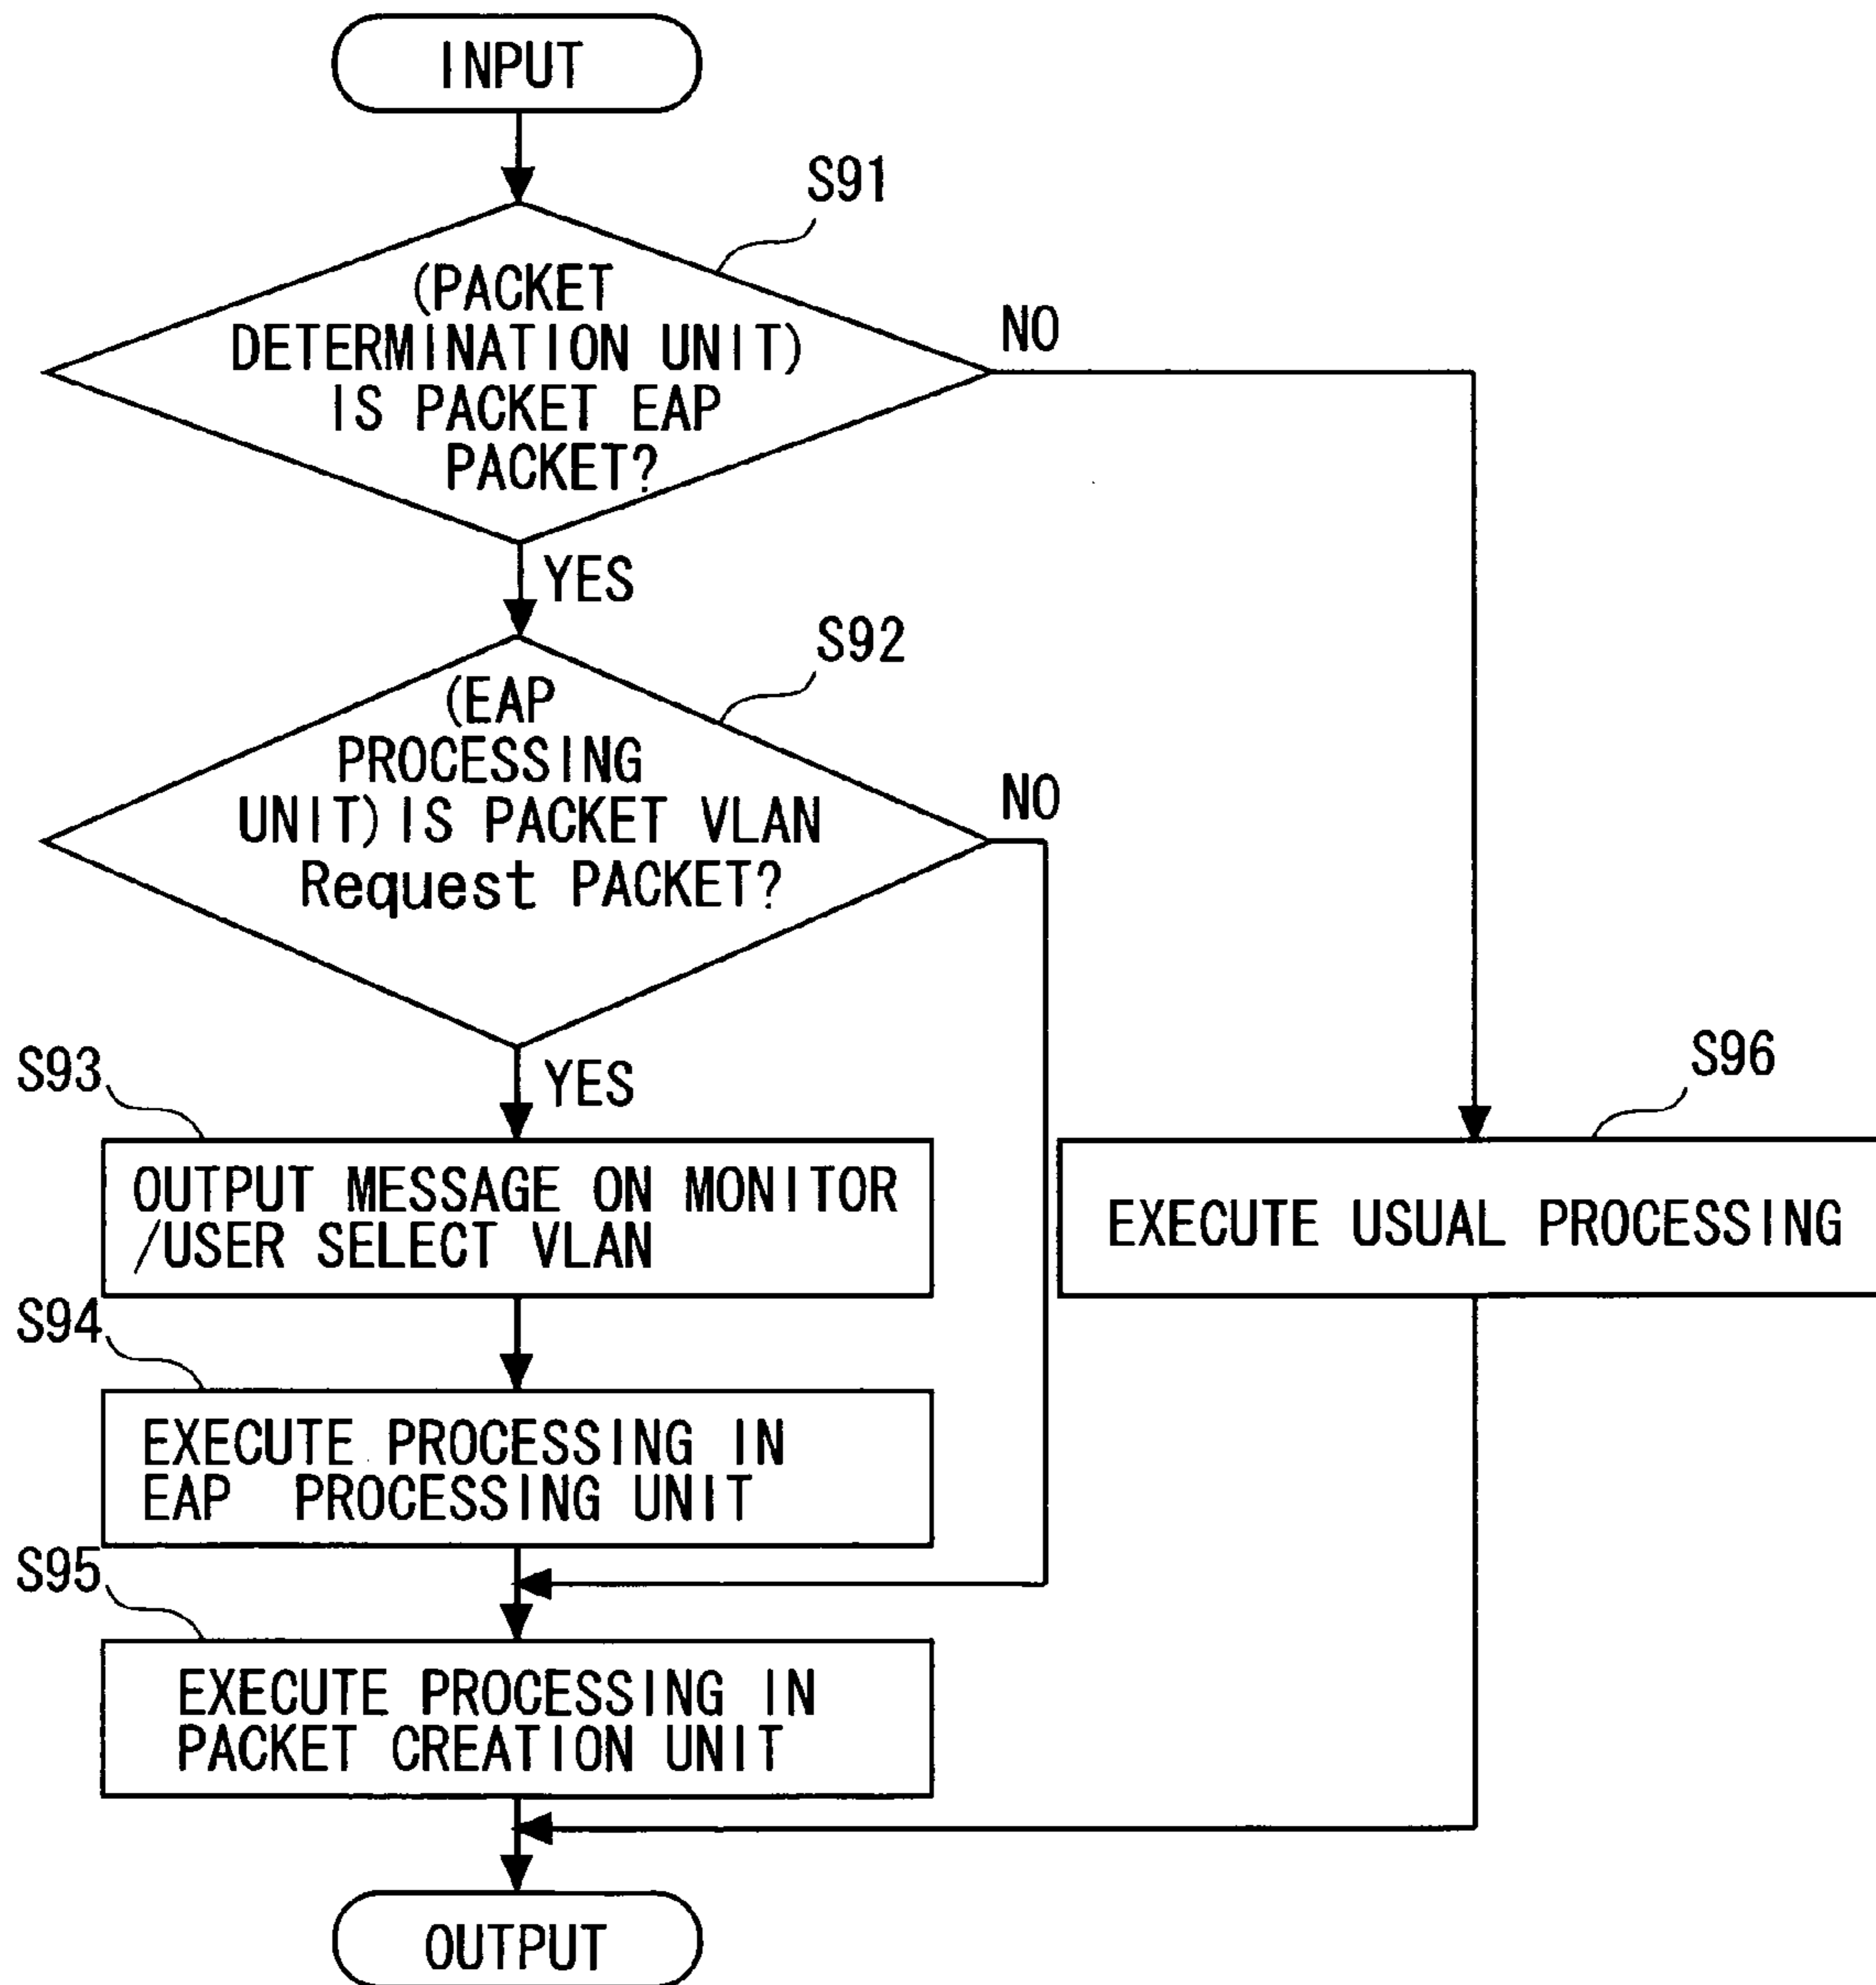 INPUT
S91
(PACKET
DETERMINATION UNIT)
IS PACKET EAP
PACKET?
NO
YES
S92
(EAP
PROCESSING
UNIT) IS PACKET VLAN
Request PACKET?
NO
YES
S93
OUTPUT MESSAGE ON MONITOR
/USER SELECT VLAN
S96
EXECUTE USUAL PROCESSING
S94
EXECUTE PROCESSING IN
EAP PROCESSING UNIT
S95
EXECUTE PROCESSING IN
PACKET CREATION UNIT
OUTPUT